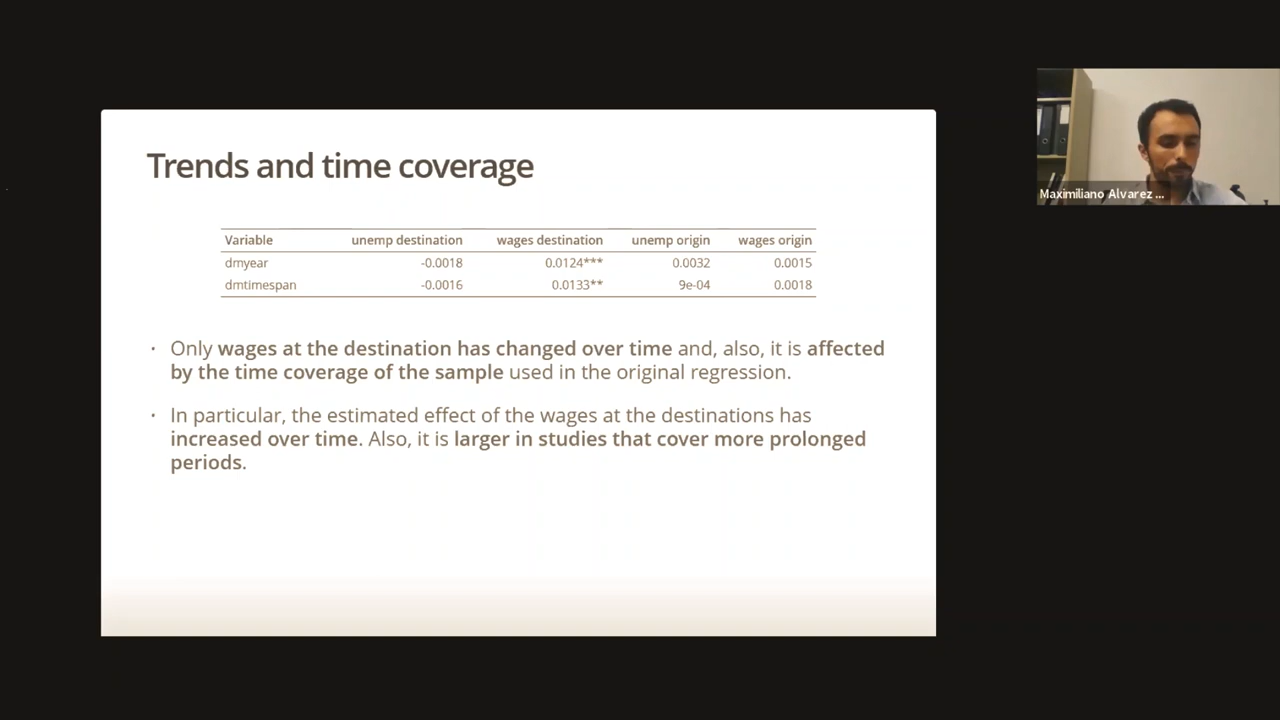 Trends and time coverage
Variable unemp destination wages destination unemp origin wages origin
dmyear -0.0018 0.0124*** 0.0032 0.0015
dmtimespan -0.0016 0.0133** 9e-04 0.0018
· Only wages at the destination has changed over time and, also, it is affected
by the time coverage of the sample used in the original regression.
· In particular, the estimated effect of the wages at the destinations has
increased over time. Also, it is larger in studies that cover more prolonged
periods.
Maximiliano Alvarez ...